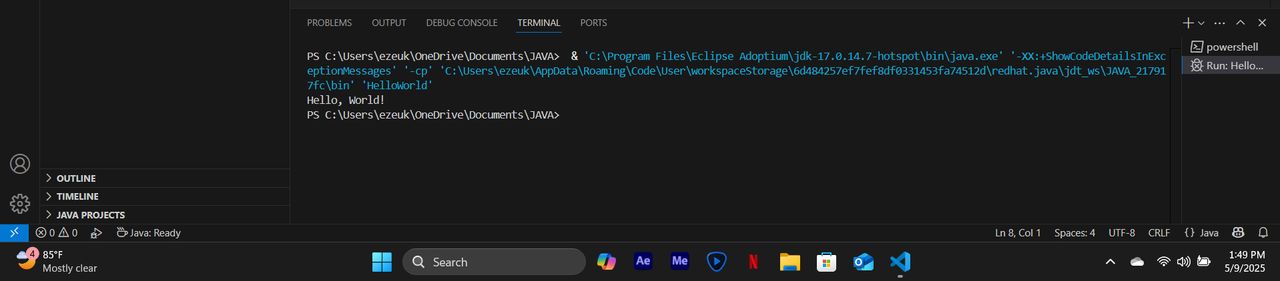 PROBLEMS OUTPUT DEBUG CONSOLE TERMINAL PORTS
PS C:\Users\ezeuk\OneDrive\Documents\JAVA>  & 'C:\Program Files\Eclipse Adoptium\jdk-17.0.14.7-hotspot\bin\java.exe' '-XX:+ShowCodeDetailsInExc
eptionMessages' '-cp' 'C:\Users\ezeuk\AppData\Roaming\Code\User\workspaceStorage\6d484257ef7fef8df0331453fa74512d\redhat.java\jdt_ws\JAVA_21791
7fc\bin' 'HelloWorld'
Hello, World!
PS C:\Users\ezeuk\OneDrive\Documents\JAVA>
powershell
Run: Hello...
OUTLINE
TIMELINE
JAVA PROJECTS
0 0 Java: Ready Ln 8, Col 1 Spaces: 4 UTF-8 CRLF {} Java
4
85°F
Mostly clear
Search
Ae
Me
N
1:49 PM
5/9/2025